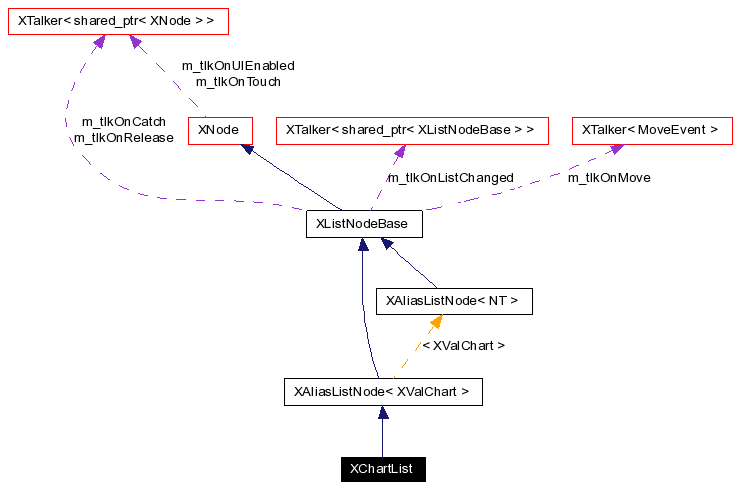 XTalker< shared_ptr< XNode > >
m_tlkOnUIEnabled
m_tlkOnTouch
m_tlkOnCatch
m_tlkOnRelease
XNode
XTalker< shared_ptr< XListNodeBase > >
XTalker< MoveEvent >
m_tlkOnListChanged
m_tlkOnMove
XListNodeBase
XAliasListNode< NT >
< XValChart >
XAliasListNode< XValChart >
XChartList